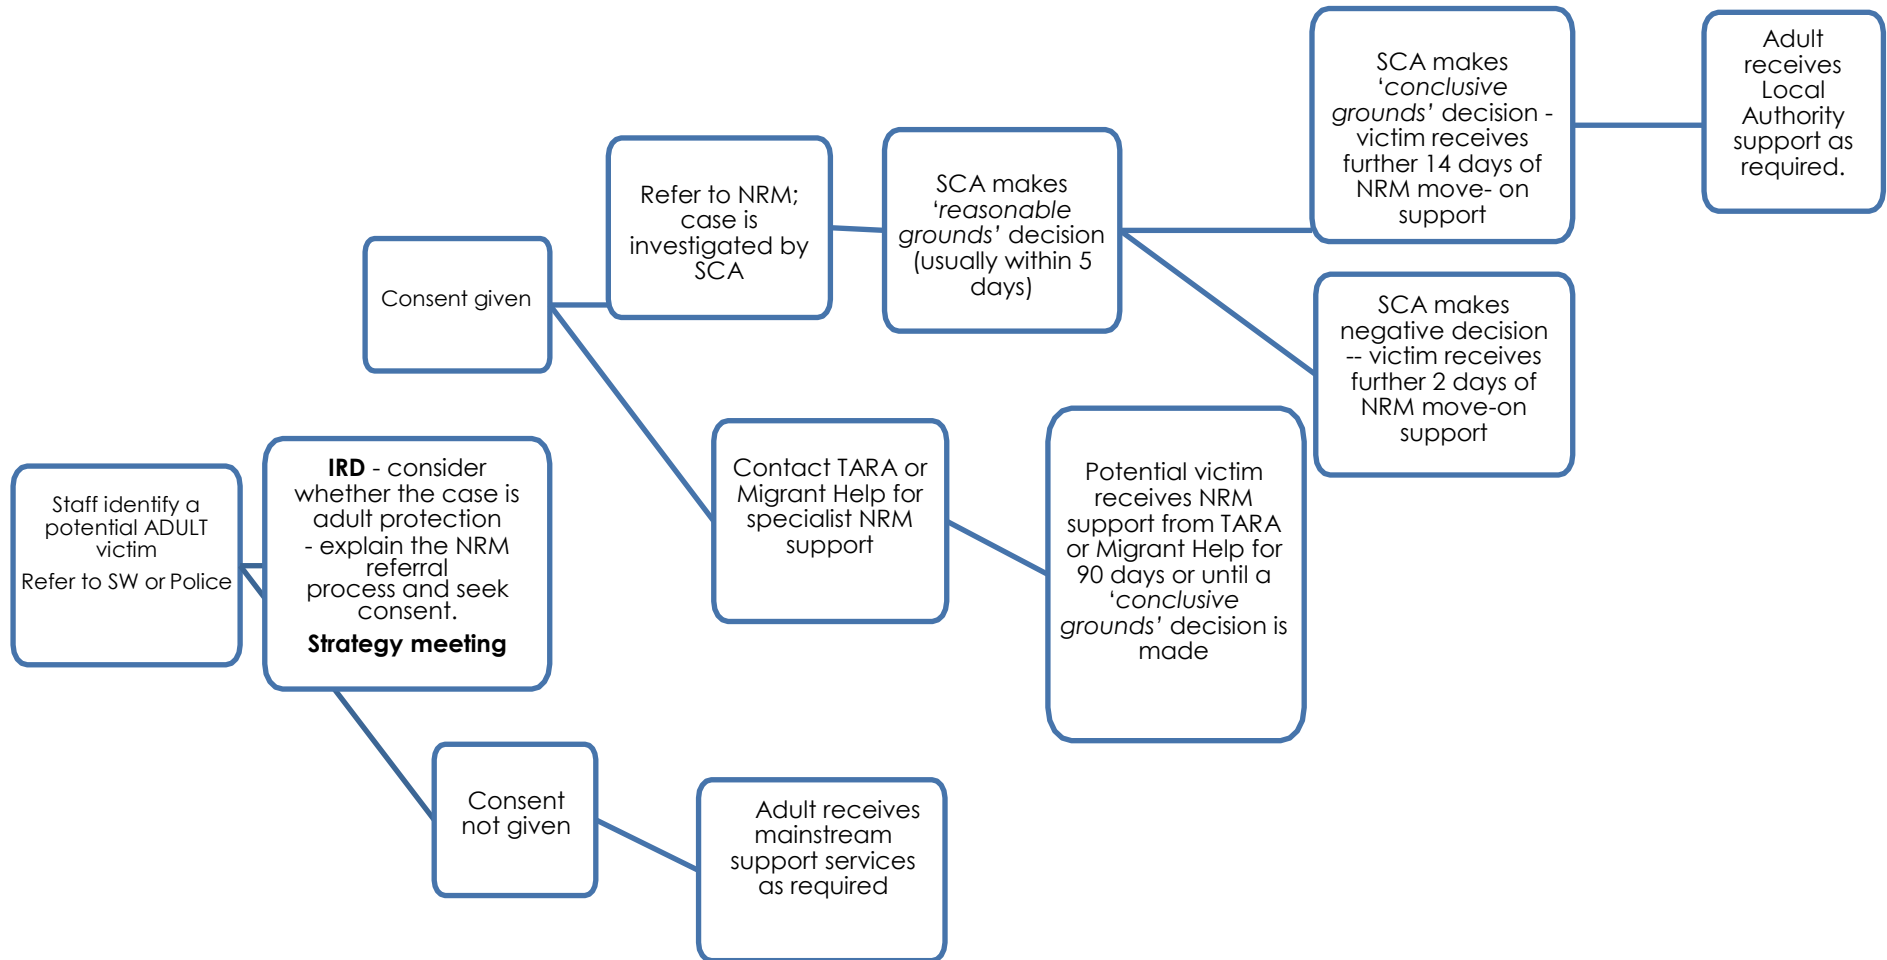 Staff identify a
potential ADULT
victim
Refer to SW or Police
IRD - consider
whether the case is
adult protection
- explain the NRM
referral
process and seek
consent.
Strategy meeting
Consent given
Refer to NRM;
case is
investigated by
SCA
SCA makes
‘reasonable
grounds’ decision
(usually within 5
days)
SCA makes
‘conclusive
grounds’ decision -
victim receives
further 14 days of
NRM move- on
support
Adult
receives
Local
Authority
support as
required.
SCA makes
negative decision
-- victim receives
further 2 days of
NRM move-on
support
Contact TARA or
Migrant Help for
specialist NRM
support
Potential victim
receives NRM
support from TARA
or Migrant Help for
90 days or until a
‘conclusive
grounds’ decision is
made
Consent
not given
Adult receives
mainstream
support services
as required